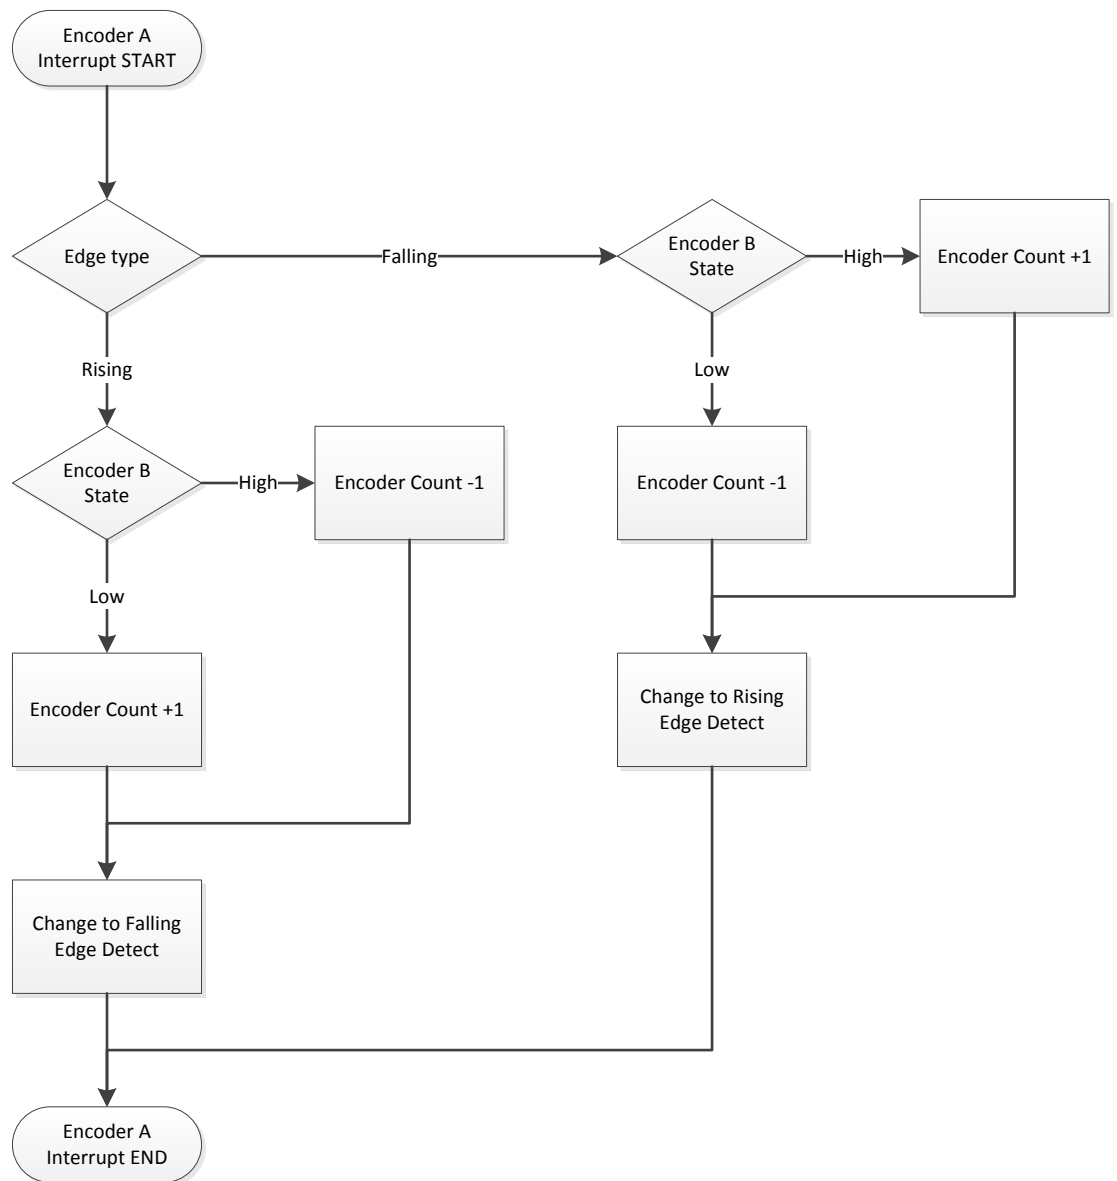 Encoder A
Interrupt START
Edge type
Falling
Encoder B
State
High
Encoder Count +1
Rising
Low
Encoder B
State
High
Encoder Count -1
Encoder Count -1
Low
Encoder Count +1
Change to Rising
Edge Detect
Change to Falling
Edge Detect
Encoder A
Interrupt END